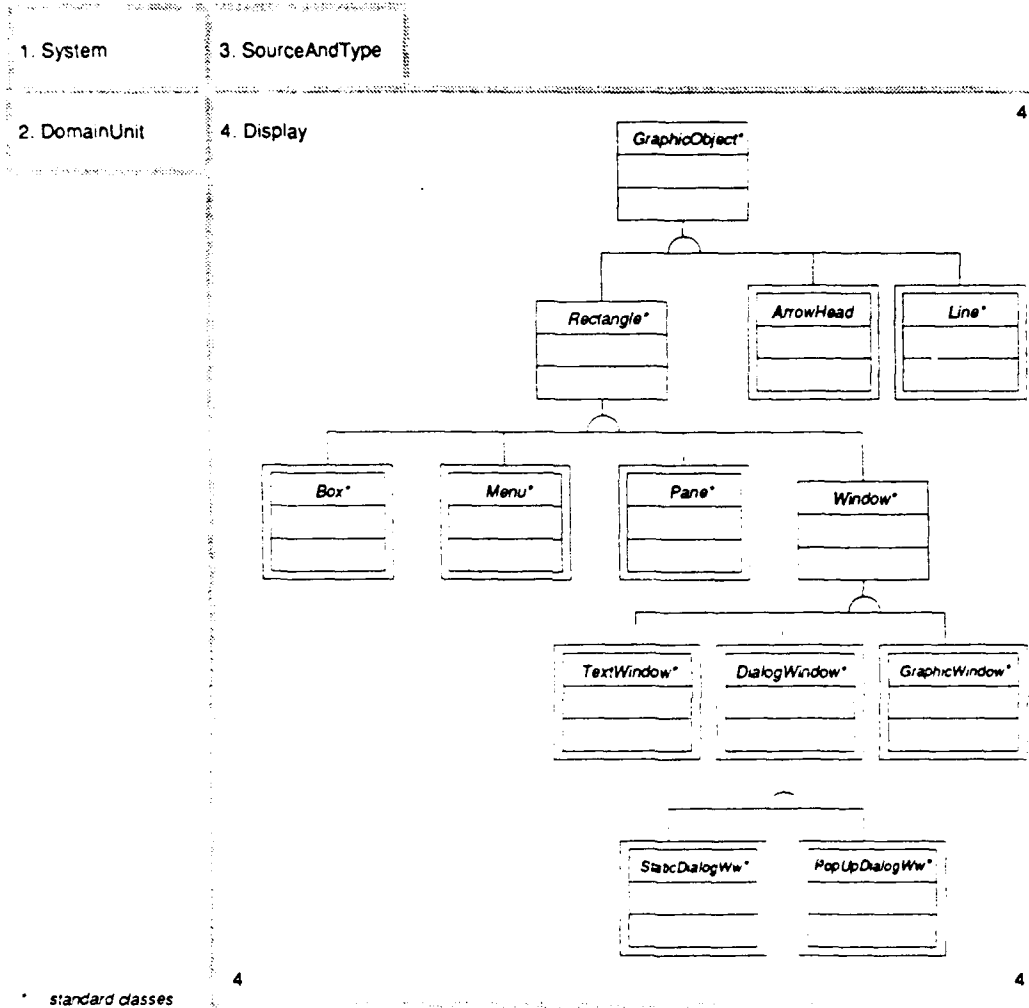 1. System
3. SourceAndType
4
2. DomainUnit
4. Display
GraphicObject*
Rectangle*
ArrowHead
Line*
Box*
Menu*
Pane*
Window*
TextWindow*
DialogWindow*
GraphicWindow*
StaticDialogWw*
PopUpDialogWw*
4
4
* standard classes